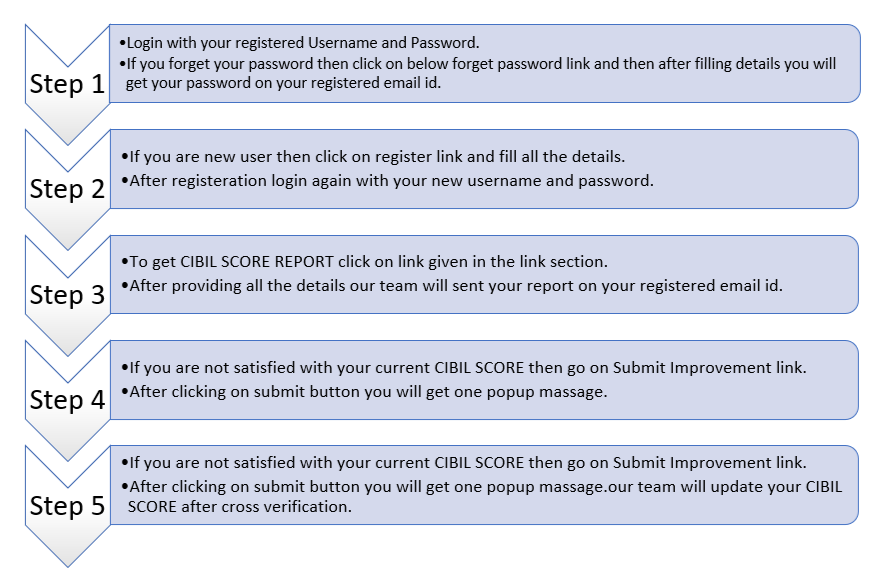 Step 1
•Login with your registered Username and Password.
•If you forget your password then click on below forget password link and then after filling details you will
get your password on your registered email id.
Step 2
•If you are new user then click on register link and fill all the details.
•After registeration login again with your new username and password.
Step 3
•To get CIBIL SCORE REPORT click on link given in the link section.
•After providing all the details our team will sent your report on your registered email id.
Step 4
•If you are not satisfied with your current CIBIL SCORE then go on Submit Improvement link.
•After clicking on submit button you will get one popup massage.
Step 5
•If you are not satisfied with your current CIBIL SCORE then go on Submit Improvement link.
•After clicking on submit button you will get one popup massage.our team will update your CIBIL
SCORE after cross verification.